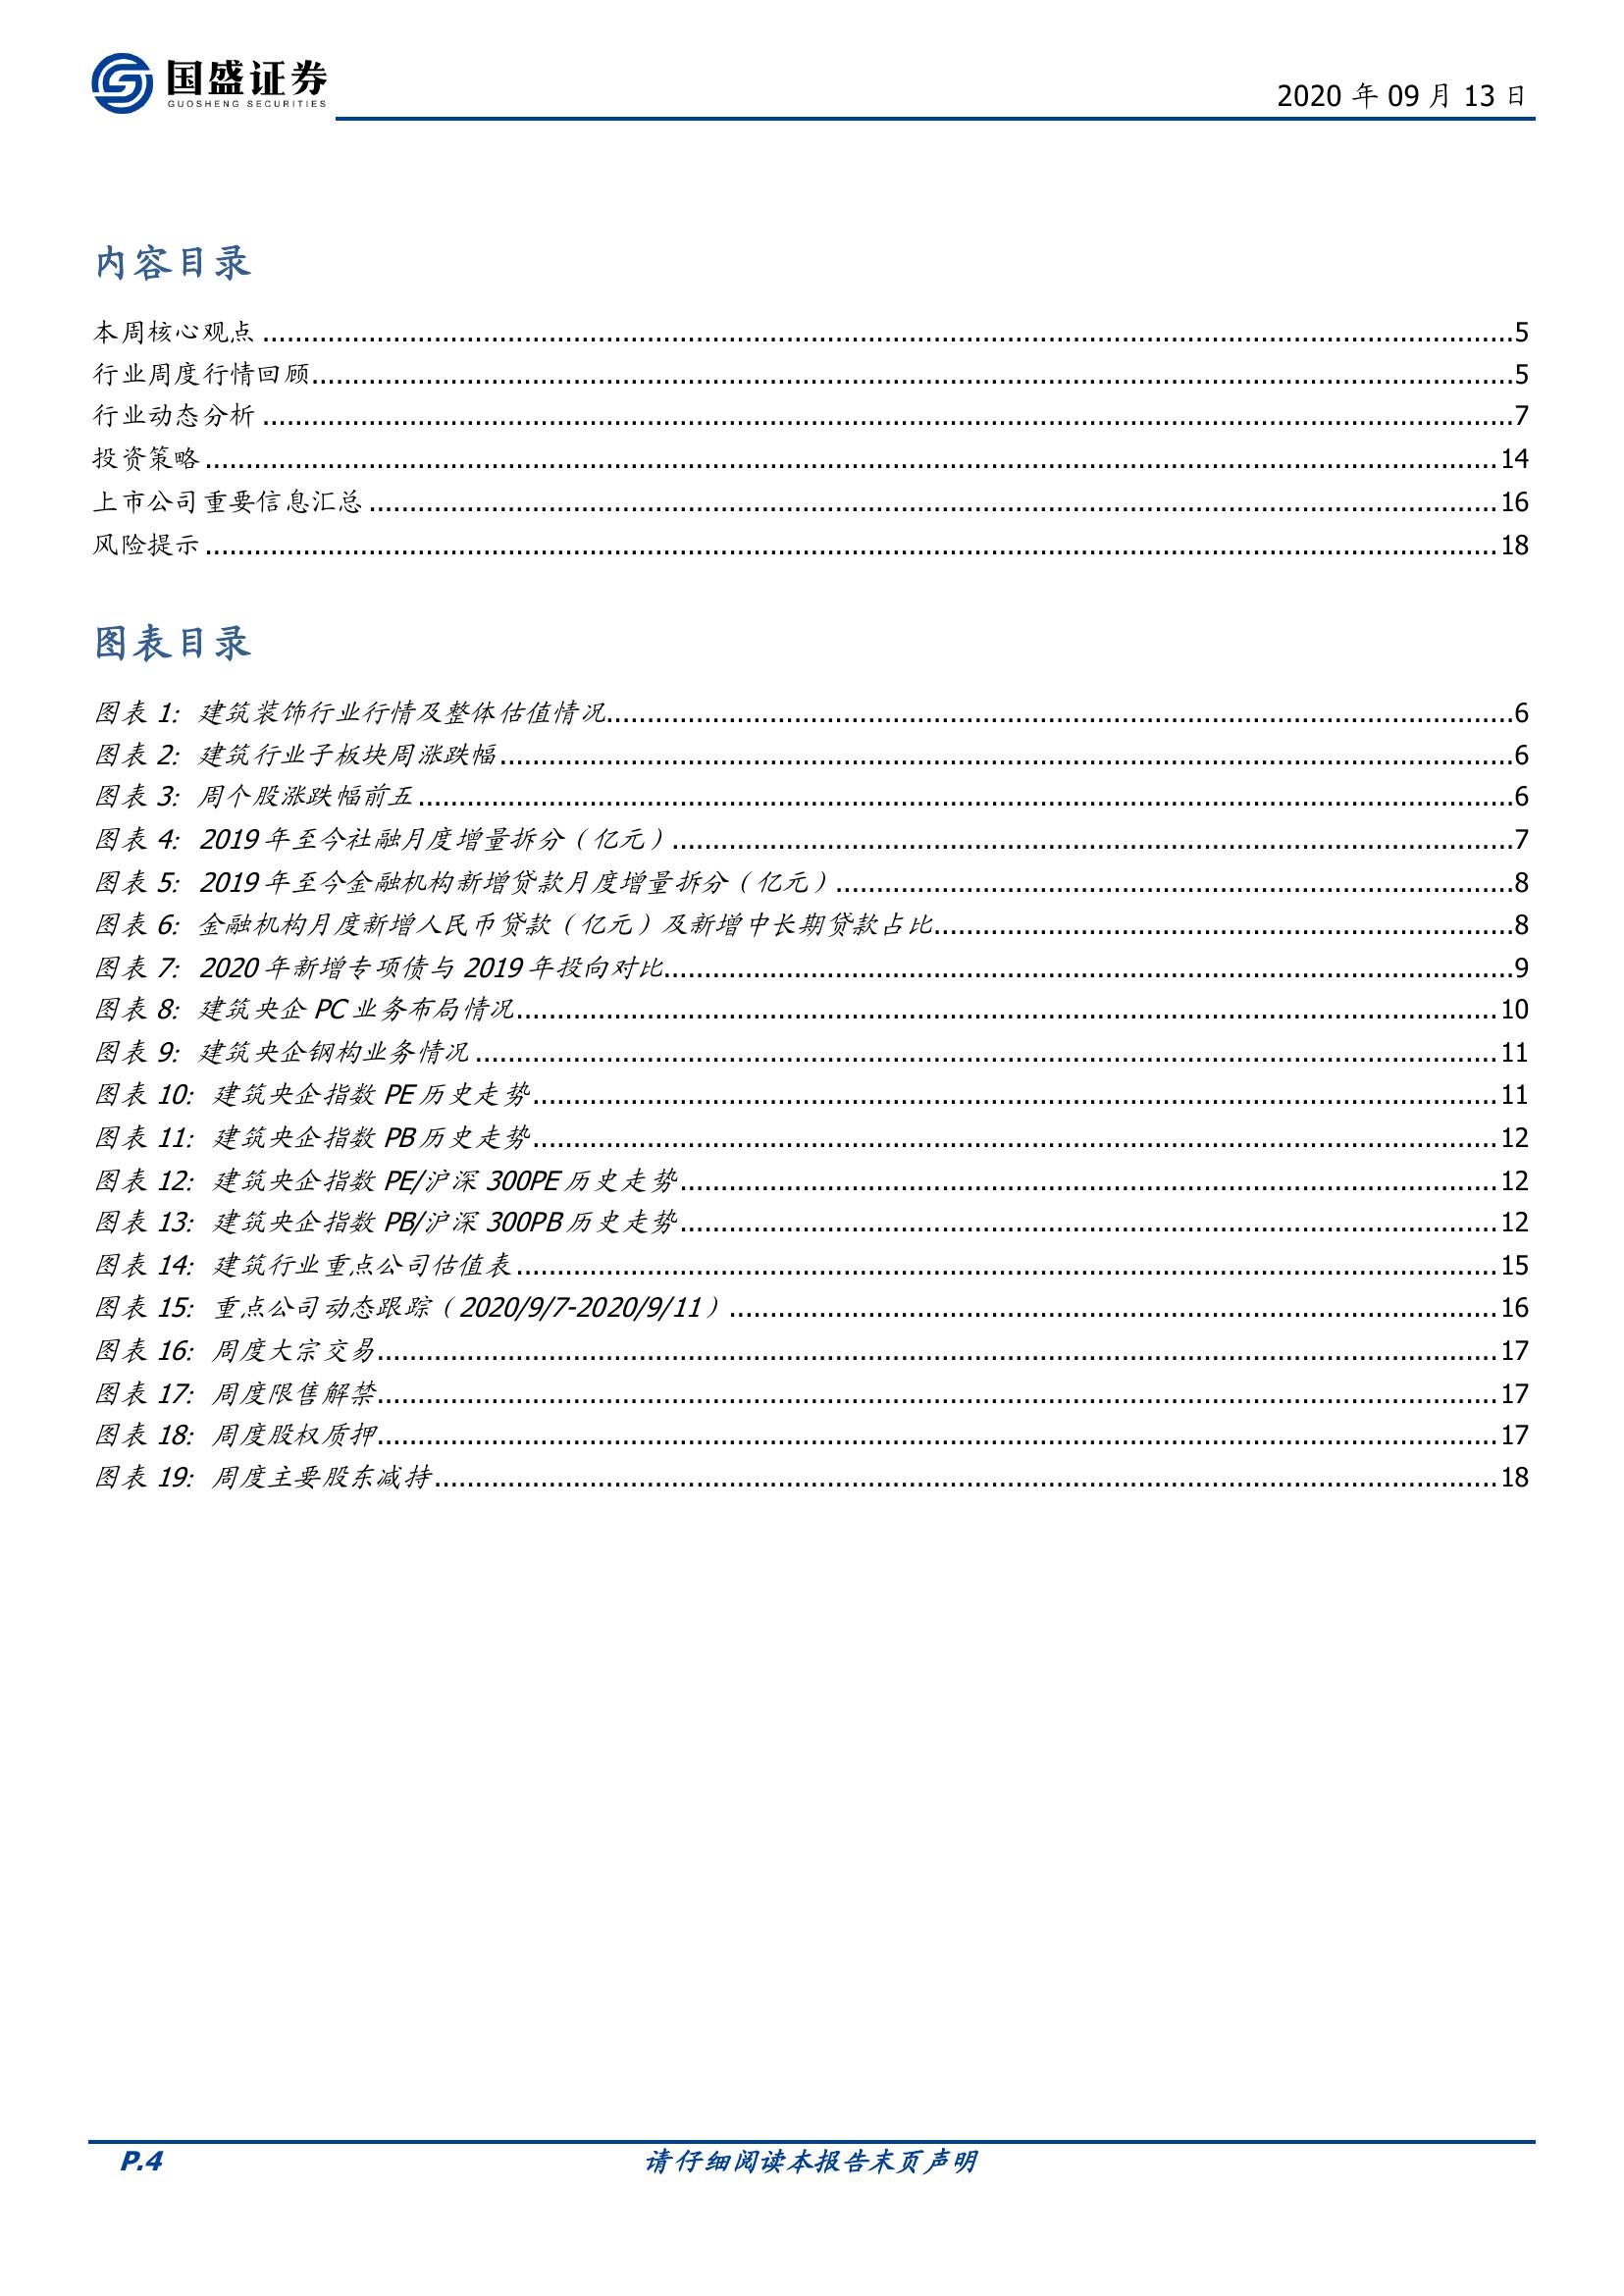 国盛证券
GUOSHENG SECURITIES
2020 年 09 月 13 日
内容目录
本周核心观点 ........ 5
行业周度行情回顾 ........ 5
行业动态分析 ........ 7
投资策略 ........ 14
上市公司重要信息汇总 ........ 16
风险提示 ........ 18
图表目录
图表 1: 建筑装饰行业行情及整体估值情况 ........ 6
图表 2: 建筑行业子板块周涨跌幅 ........ 6
图表 3: 周个股涨跌幅前五 ........ 6
图表 4: 2019 年至今社融月度增量拆分（亿元） ........ 7
图表 5: 2019 年至今金融机构新增贷款月度增量拆分（亿元） ........ 8
图表 6: 金融机构月度新增人民币贷款（亿元）及新增中长期贷款占比 ........ 8
图表 7: 2020 年新增专项债与 2019 年投向对比 ........ 9
图表 8: 建筑央企 PC 业务布局情况 ........ 10
图表 9: 建筑央企钢构业务情况 ........ 11
图表 10: 建筑央企指数 PE 历史走势 ........ 11
图表 11: 建筑央企指数 PB 历史走势 ........ 12
图表 12: 建筑央企指数 PE/沪深 300PE 历史走势 ........ 12
图表 13: 建筑央企指数 PB/沪深 300PB 历史走势 ........ 12
图表 14: 建筑行业重点公司估值表 ........ 15
图表 15: 重点公司动态跟踪（2020/9/7-2020/9/11） ........ 16
图表 16: 周度大宗交易 ........ 17
图表 17: 周度限售解禁 ........ 17
图表 18: 周度股权质押 ........ 17
图表 19: 周度主要股东减持 ........ 18
P.4
请仔细阅读本报告末页声明